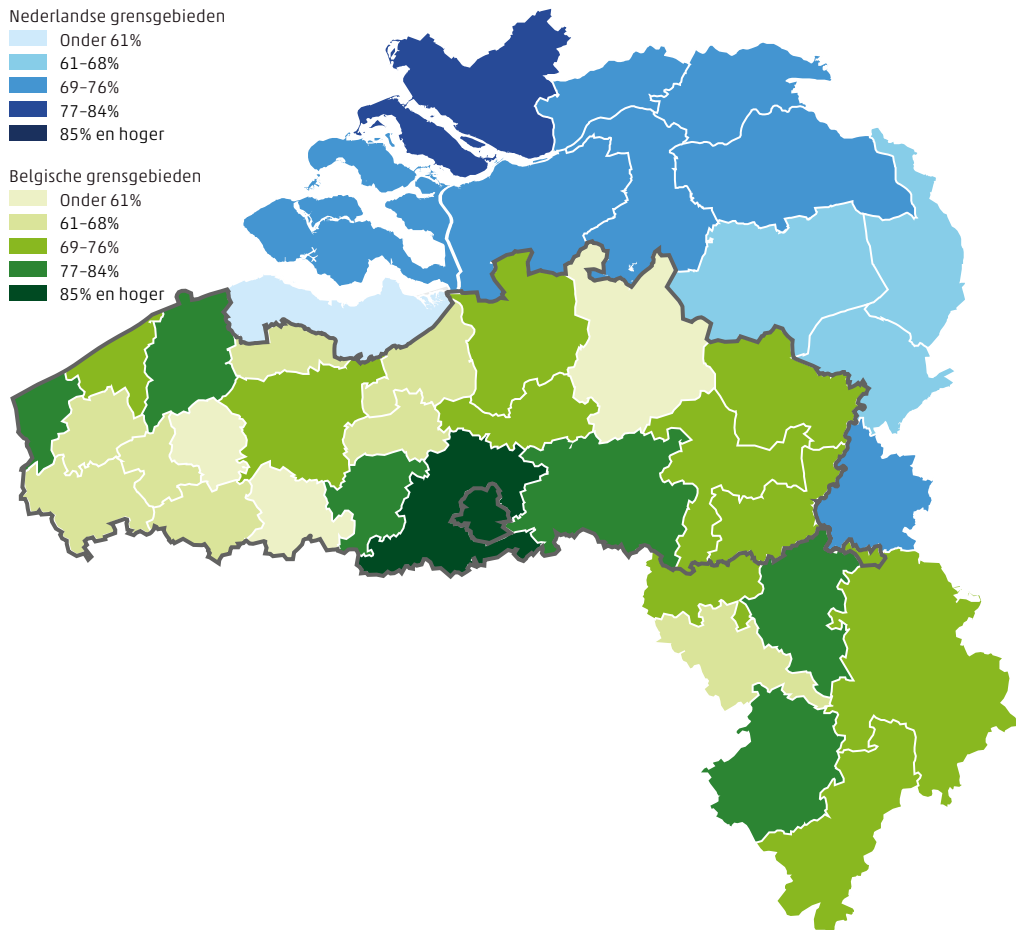 Nederlandse grensgebieden
Onder 61%
61–68%
69–76%
77–84%
85% en hoger
Belgische grensgebieden
Onder 61%
61–68%
69–76%
77–84%
85% en hoger